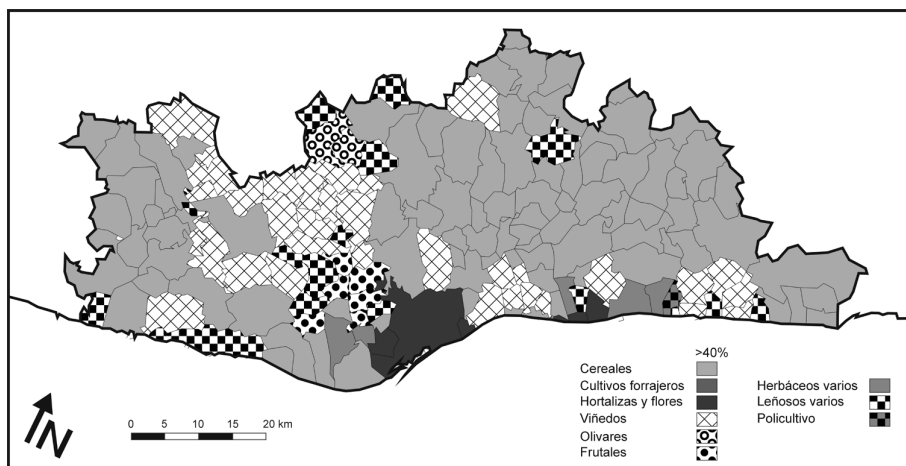 >40%
Cereales
Cultivos forrajeros
Hortalizas y flores
Viñedos
Olivares
Frutales
Herbáceos varios
Leñosos varios
Policultivo
N
0 5 10 15 20 km